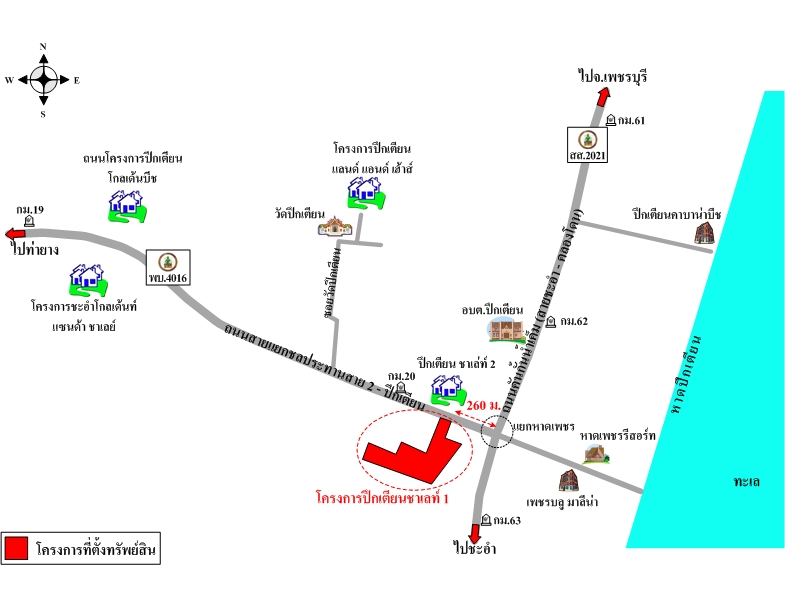 N
W
E
S
ไปจ.เพชรบุรี
กม.61
สส.2021
โครงการปึกเตียน
แลนด์ แอนด์ เฮ้าส์
ถนนโครงการปึกเตียน
โกลเด้นบีช
วัดปึกเตียน
ปึกเตียนคาบาน่าบีช
กม.19
ไปท่ายาง
พบ.4016
ซอยวัดปึกเตียน
โครงการชะอำโกลเด้นท์
แซนด้า ชาเลย์
อบต.ปึกเตียน
กม.62
ถนนคันกั้นน้ำเค็ม (สายชะอำ - คลองโคน)
ถนนสายแยกชลประทานสาย 2 - ปึกเตียน
ปึกเตียน ชาเล่ท์ 2
กม.20
260 ม.
หาดปึกเตียน
แยกหาดเพชร
หาดเพชรรีสอร์ท
ทะเล
โครงการปึกเตียนชาเลท์ 1
เพชรบลู มาลีน่า
กม.63
ไปชะอำ
โครงการที่ตั้งทรัพย์สิน